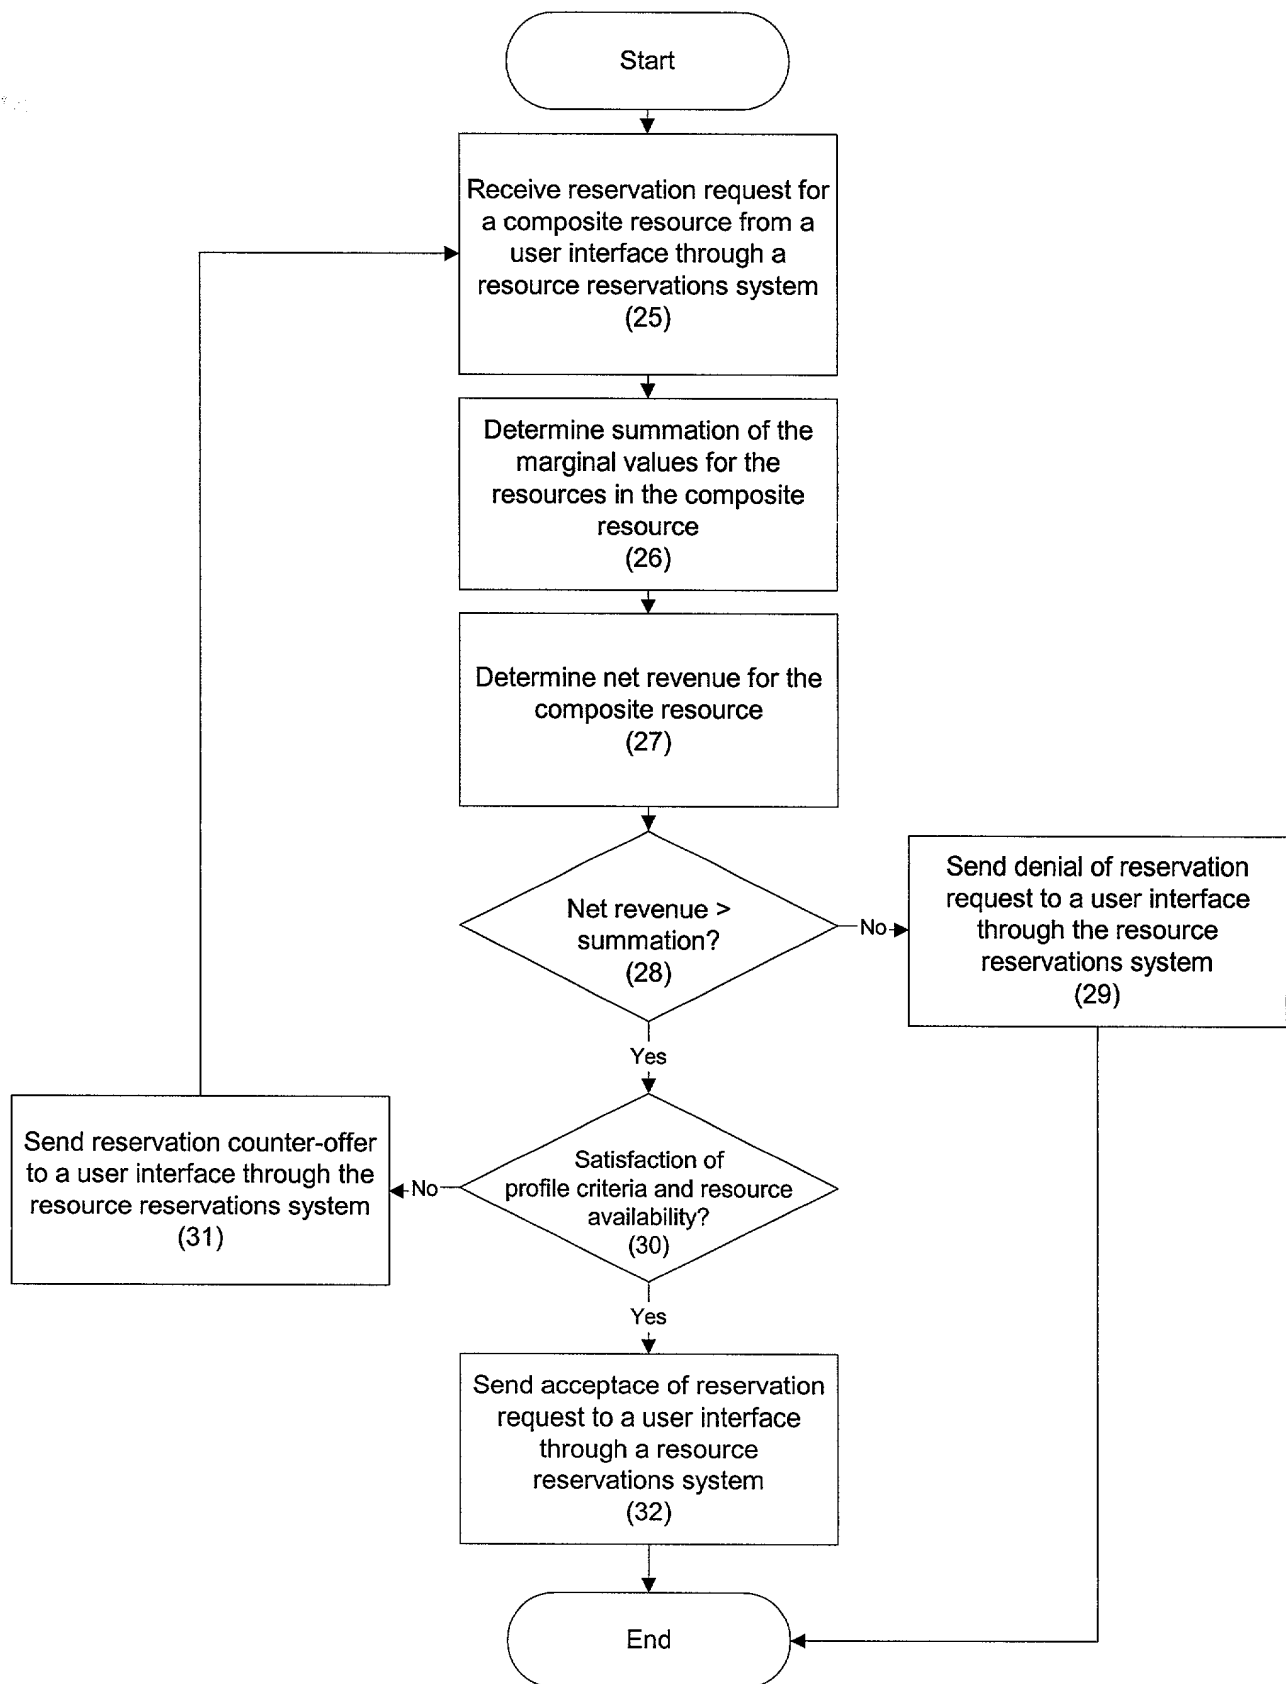 Start
Receive reservation request for
a composite resource from a
user interface through a
resource reservations system
(25)
Determine summation of the
marginal values for the
resources in the composite
resource
(26)
Determine net revenue for the
composite resource
(27)
Net revenue >
summation?
(28)
No
Send denial of reservation
request to a user interface
through the resource
reservations system
(29)
Yes
Satisfaction of
profile criteria and resource
availability?
(30)
No
Send reservation counter-offer
to a user interface through the
resource reservations system
(31)
Yes
Send acceptace of reservation
request to a user interface
through a resource
reservations system
(32)
End